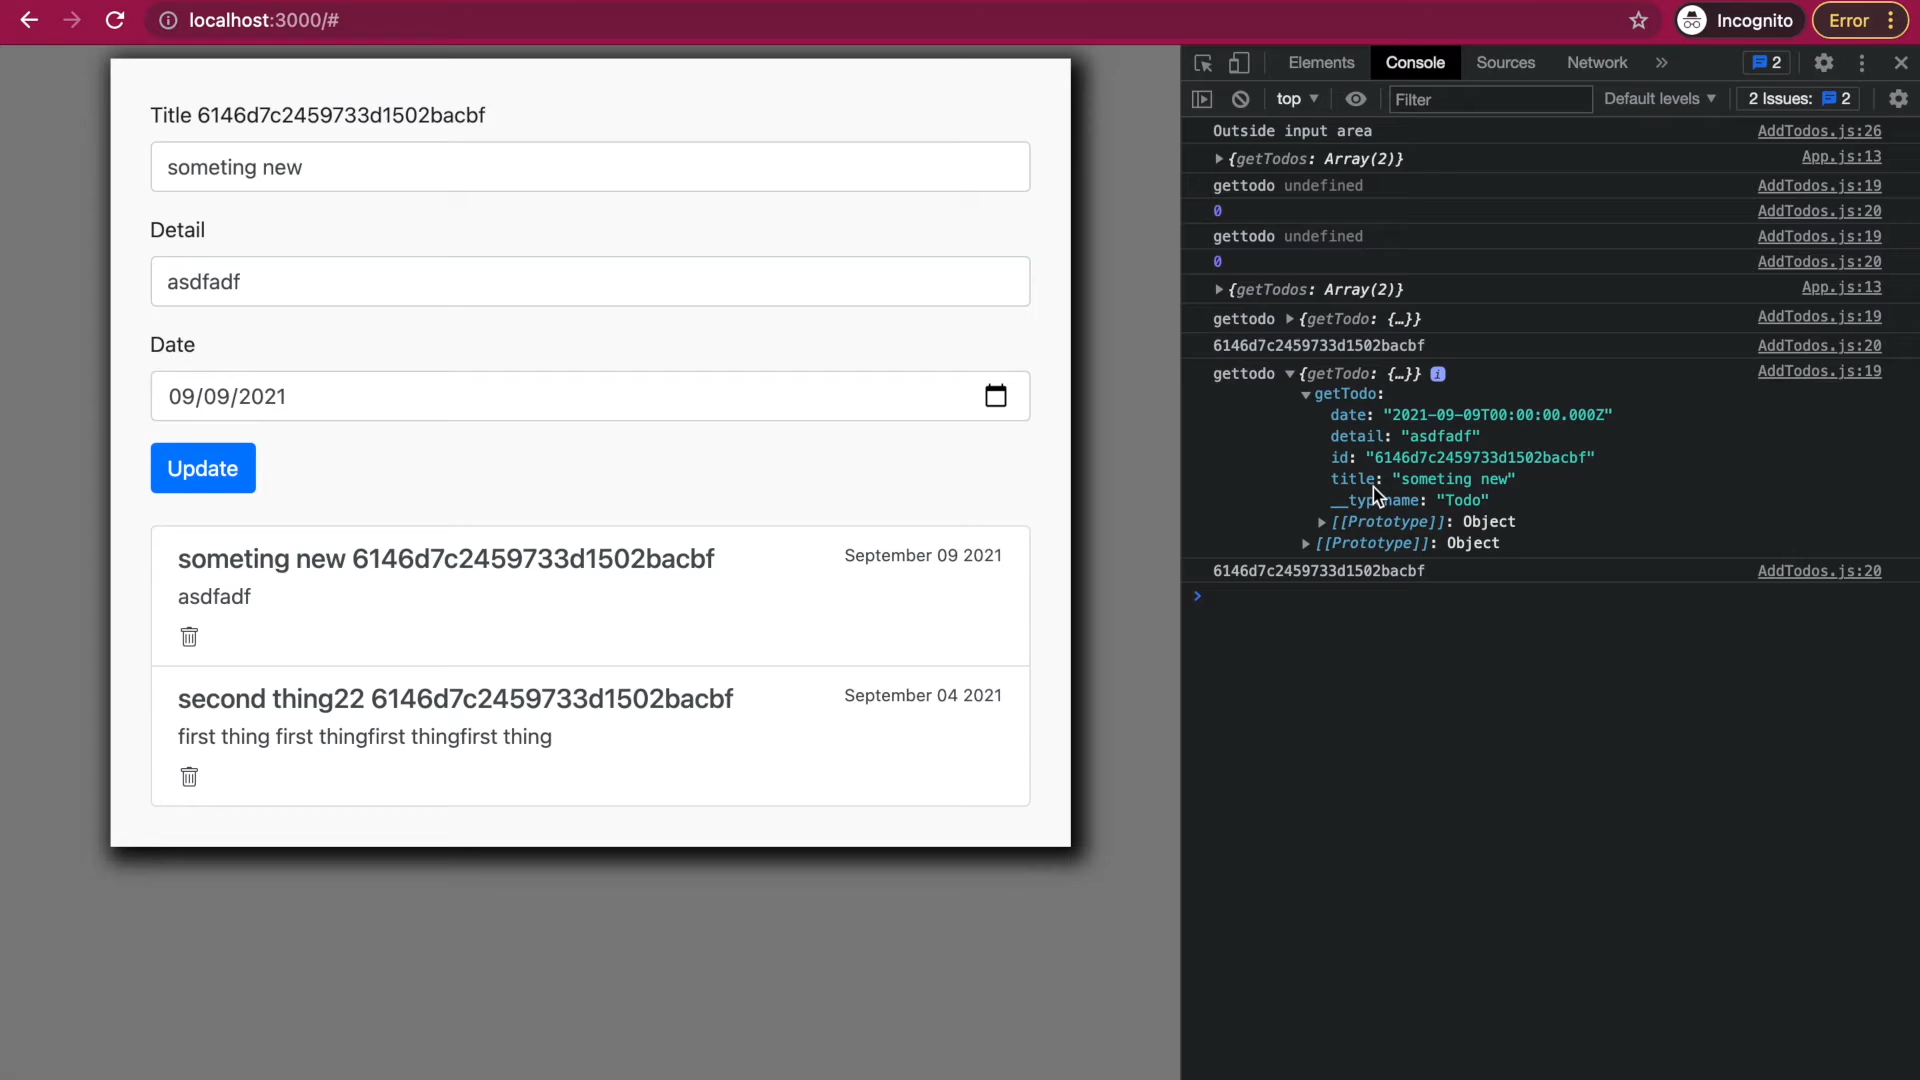 localhost:3000/#
Incognito
Error
Title 6146d7c2459733d1502bacbf
someting new
Detail
asdfadf
Date
09/09/2021
Update
someting new 6146d7c2459733d1502bacbf
September 09 2021
asdfadf
second thing22 6146d7c2459733d1502bacbf
September 04 2021
first thing first thingfirst thingfirst thing
Elements Console Sources Network » 2
top Filter Default levels 2 Issues: 2
Outside input area AddTodos.js:26
{getTodos: Array(2)} App.js:13
gettodo undefined AddTodos.js:19
0 AddTodos.js:20
gettodo undefined AddTodos.js:19
0 AddTodos.js:20
{getTodos: Array(2)} App.js:13
gettodo {getTodo: {…}} AddTodos.js:19
6146d7c2459733d1502bacbf AddTodos.js:20
gettodo {getTodo: {…}} i AddTodos.js:19
getTodo:
date: "2021-09-09T00:00:00.000Z"
detail: "asdfadf"
id: "6146d7c2459733d1502bacbf"
title: "someting new"
__typename: "Todo"
[[Prototype]]: Object
[[Prototype]]: Object
6146d7c2459733d1502bacbf AddTodos.js:20
>